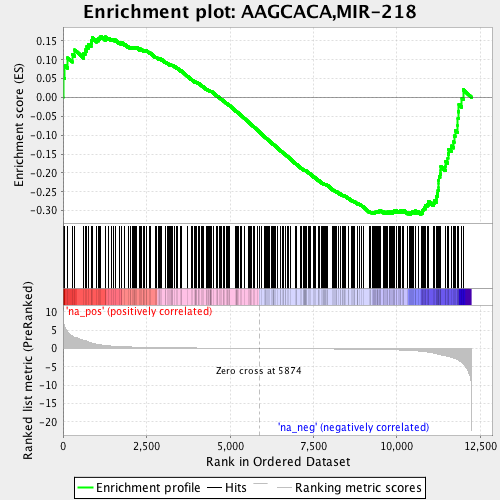 Enrichment plot: AAGCACA,MIR-218
Enrichment score (ES)
0.15
0.10
0.05
0.00
-0.05
-0.10
-0.15
-0.20
-0.25
-0.30
Ranked list metric (PreRanked)
10
5
0
-5
-10
-15
-20
'na_pos' (positively correlated)
Zero cross at 5874
'na_neg' (negatively correlated)
0
2,500
5,000
7,500
10,000
12,500
Rank in Ordered Dataset
Enrichment profile
Hits
Ranking metric scores